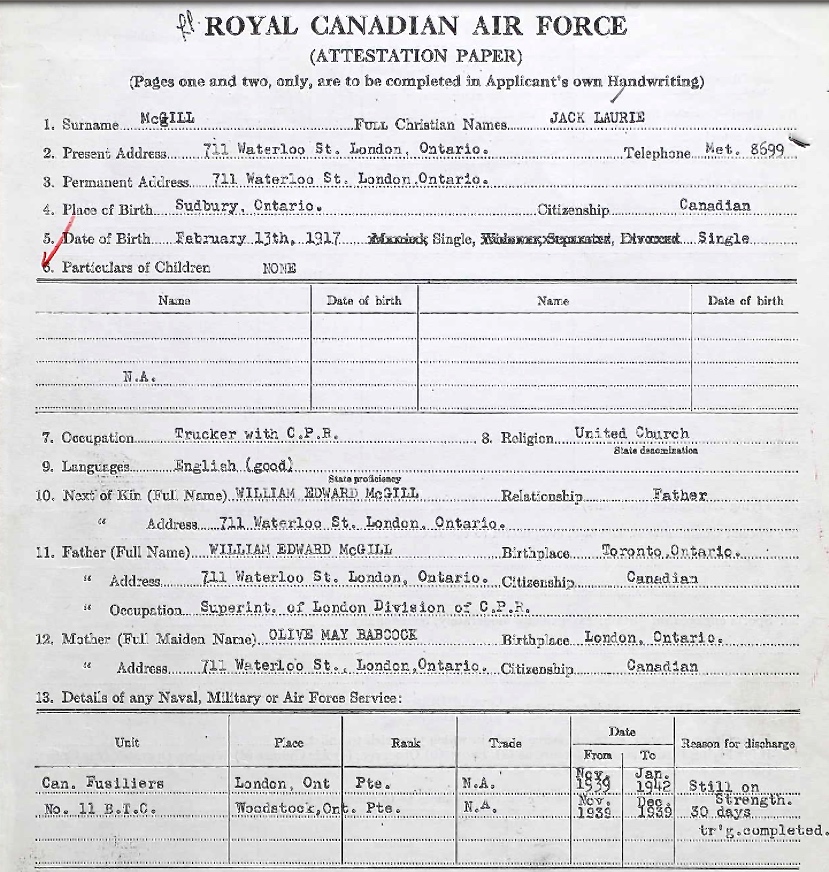 ROYAL CANADIAN AIR FORCE
(ATTESTATION PAPER)
(Pages one and two, only, are to be completed in Applicant's own Handwriting)
1. Surname McGILL FULL Christian Names JACK LAURIE
2. Present Address 711 Waterloo St. London, Ontario. Telephone Met. 8699
3. Permanent Address 711 Waterloo St. London, Ontario.
4. Place of Birth Sudbury, Ontario. Citizenship Canadian
5. Date of Birth February 13th, 1917 Married, Single, Widower, Separated, Divorced Single
6. Particulars of Children NONE
Name Date of birth Name Date of birth
N.A.
7. Occupation Trucker with C.P.R. 8. Religion United Church
State denomination
9. Languages English (good)
State proficiency
10. Next of Kin (Full Name) WILLIAM EDWARD McGILL Relationship Father
" Address 711 Waterloo St. London, Ontario.
11. Father (Full Name) WILLIAM EDWARD McGILL Birthplace Toronto, Ontario.
" Address 711 Waterloo St. London, Ontario. Citizenship Canadian
" Occupation Superint. of London Division of C.P.R.
12. Mother (Full Maiden Name) OLIVE MAY BABCOCK Birthplace London, Ontario.
" Address 711 Waterloo St., London, Ontario. Citizenship Canadian
13. Details of any Naval, Military or Air Force Service:
Unit Place Rank Trade Date Reason for discharge
From To
Can. Fusiliers London, Ont Pte. N.A. Nov. 1939 Jan. 1942 Still on Strength.
No. 11 B.T.C. Woodstock, Ont. Pte. N.A. Nov. 1939 Dec. 1939 30 days
tr'g. completed.